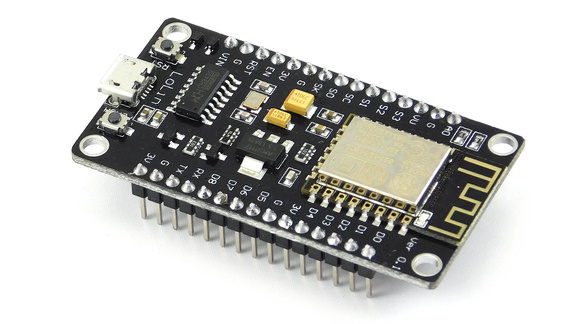 LoLin
RST
VIN
G
RST
EN
3V
G
SK
SO
SC
S1
S2
S3
VU
G
A0
3V
G
TX
RX
D8
D7
D6
D5
G
3V
D4
D3
D2
D1
D0
Ver 0.1